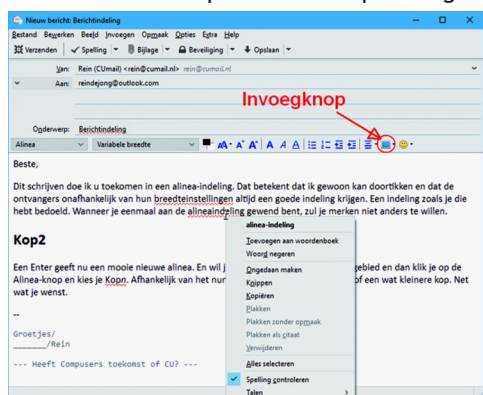 Nieuw bericht: Berichtindeling
Bestand Bewerken Beeld Invoegen Opmaak Opties Extra Help
Verzenden Spelling Bijlage Beveiliging Opslaan
Van: Rein (CUmail) <rein@cumail.nl> rein@cumail.nl
Aan: reindejong@outlook.com
Invoegknop
Onderwerp: Berichtindeling
Alinea Variabele breedte
Beste,
Dit schrijven doe ik u toekomen in een alinea-indeling. Dat betekent dat ik gewoon kan doortikken en dat de
ontvangers onafhankelijk van hun breedteinstellingen altijd een goede indeling krijgen. Een indeling zoals je die
hebt bedoeld. Wanneer je eenmaal aan de alineaindeling gewend bent, zul je merken niet anders te willen.
alinea-indeling
Toevoegen aan woordenboek
Woord negeren
Kop2
Een Enter geeft nu een mooie nieuwe alinea. En wil j Ongedaan maken gebied en dan klik je op de
Alinea-knop en kies je Kopn. Afhankelijk van het nur Knippen of een wat kleinere kop. Net
wat je wenst. Kopiëren
Plakken
--
Plakken zonder opmaak
Groetjes/ Plakken als citaat
______/Rein Verwijderen
--- Heeft Compusers toekomst of CU? --- Alles selecteren
Spelling controleren
Talen